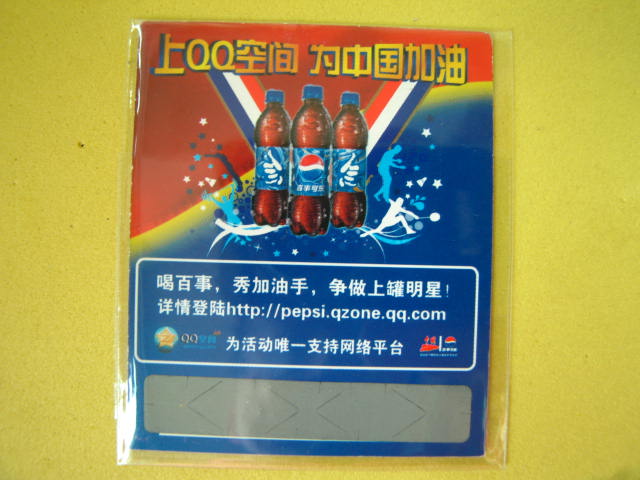 上QQ空间 为中国加油
百事可乐
喝百事，秀加油手，争做上罐明星！
详情登陆http://pepsi.qzone.qq.com
QQ空间 为活动唯一支持网络平台